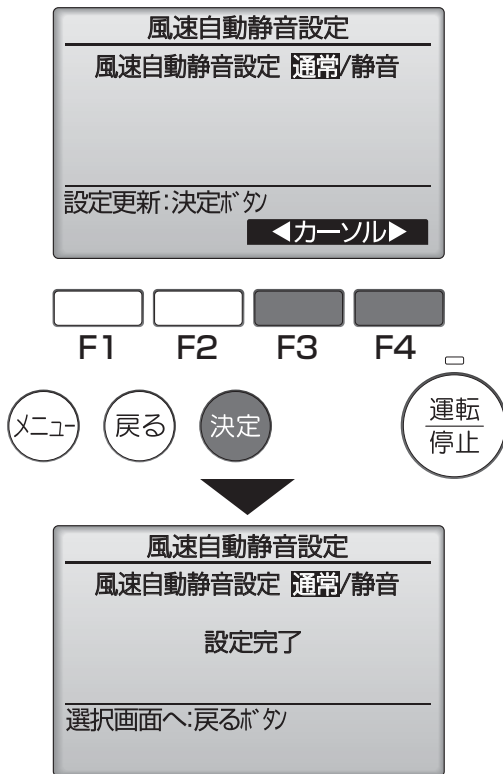 風速自動静音設定
風速自動静音設定 通常/静音
設定更新:決定ボタン
◀カーソル▶
F1 F2 F3 F4
メニュー 戻る 決定 運転
停止
風速自動静音設定
風速自動静音設定 通常/静音
設定完了
選択画面へ:戻るボタン